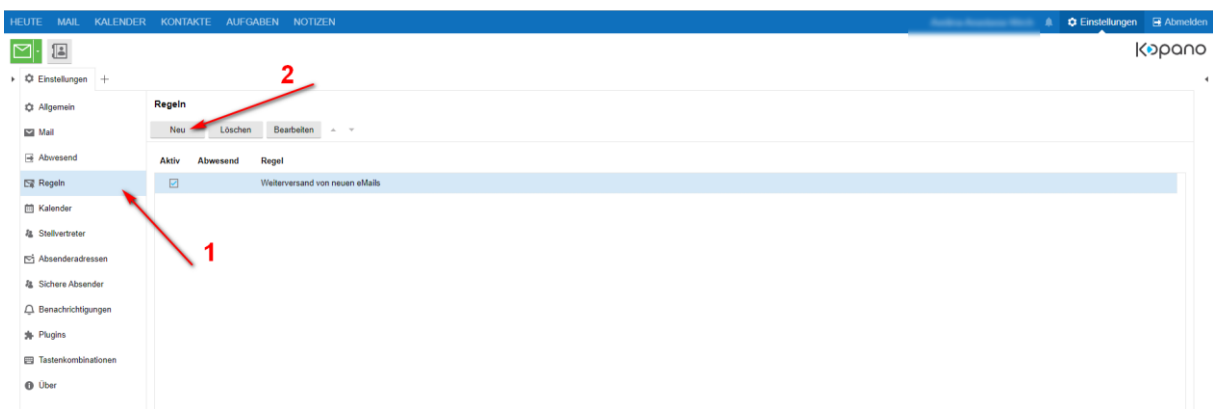 HEUTE MAIL KALENDER KONTAKTE AUFGABEN NOTIZEN Einstellungen Abmelden
kopano
Einstellungen +
2
Allgemein
Mail
Abwesend
Regeln
Kalender
Stellvertreter
Absenderadressen
Sichere Absender
Benachrichtigungen
Plugins
Tastenkombinationen
Über
Regeln
Neu Löschen Bearbeiten
Aktiv Abwesend Regel
Weiterversand von neuen eMails
1